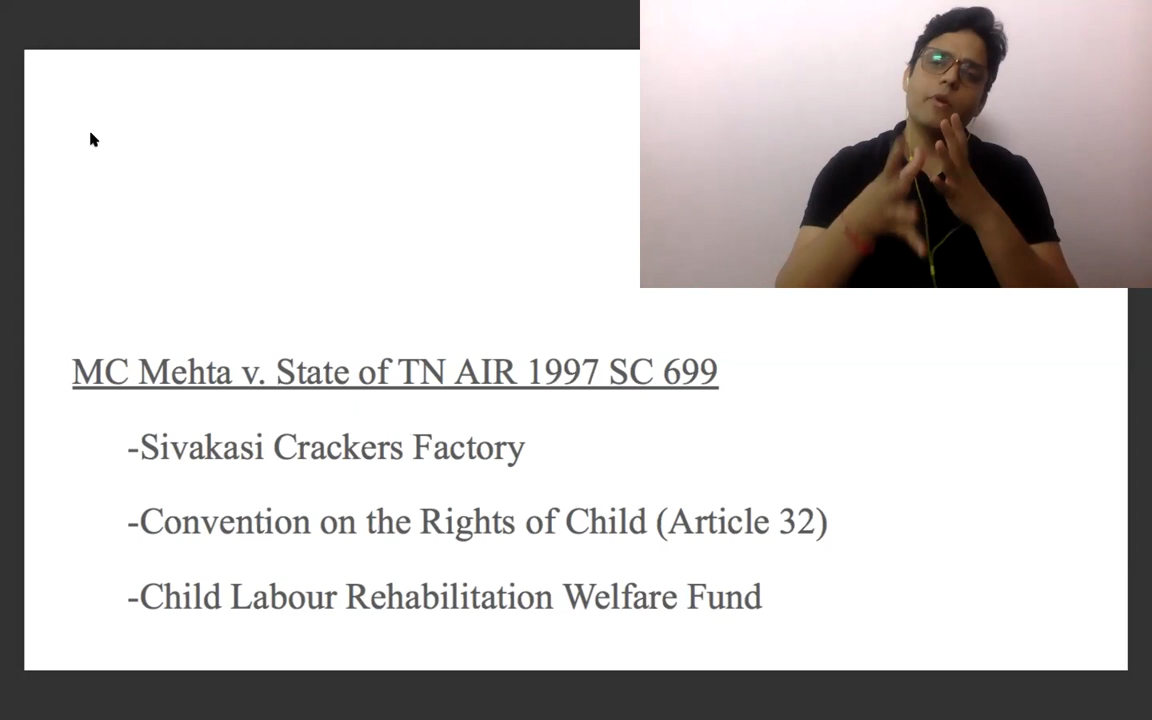 MC Mehta v. State of TN AIR 1997 SC 699
-Sivakasi Crackers Factory
-Convention on the Rights of Child (Article 32)
-Child Labour Rehabilitation Welfare Fund